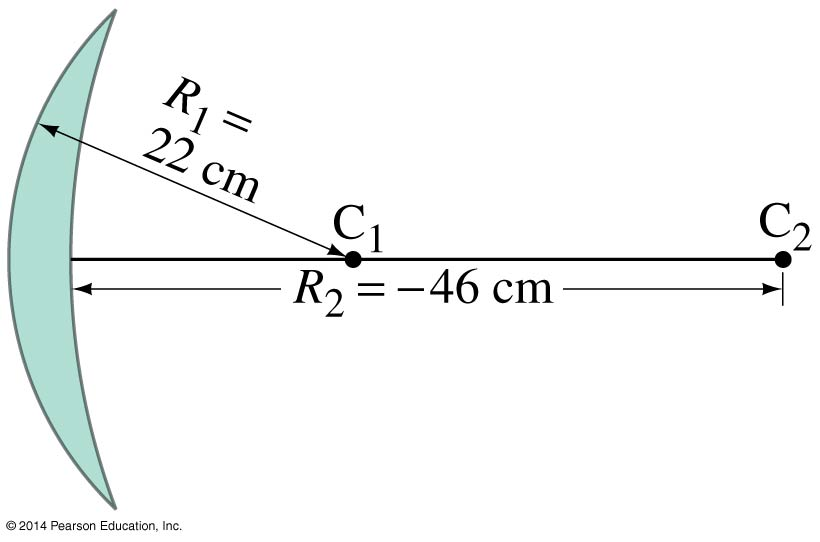 R₁ =
22 cm
C₁
C₂
R₂ = −46 cm
© 2014 Pearson Education, Inc.